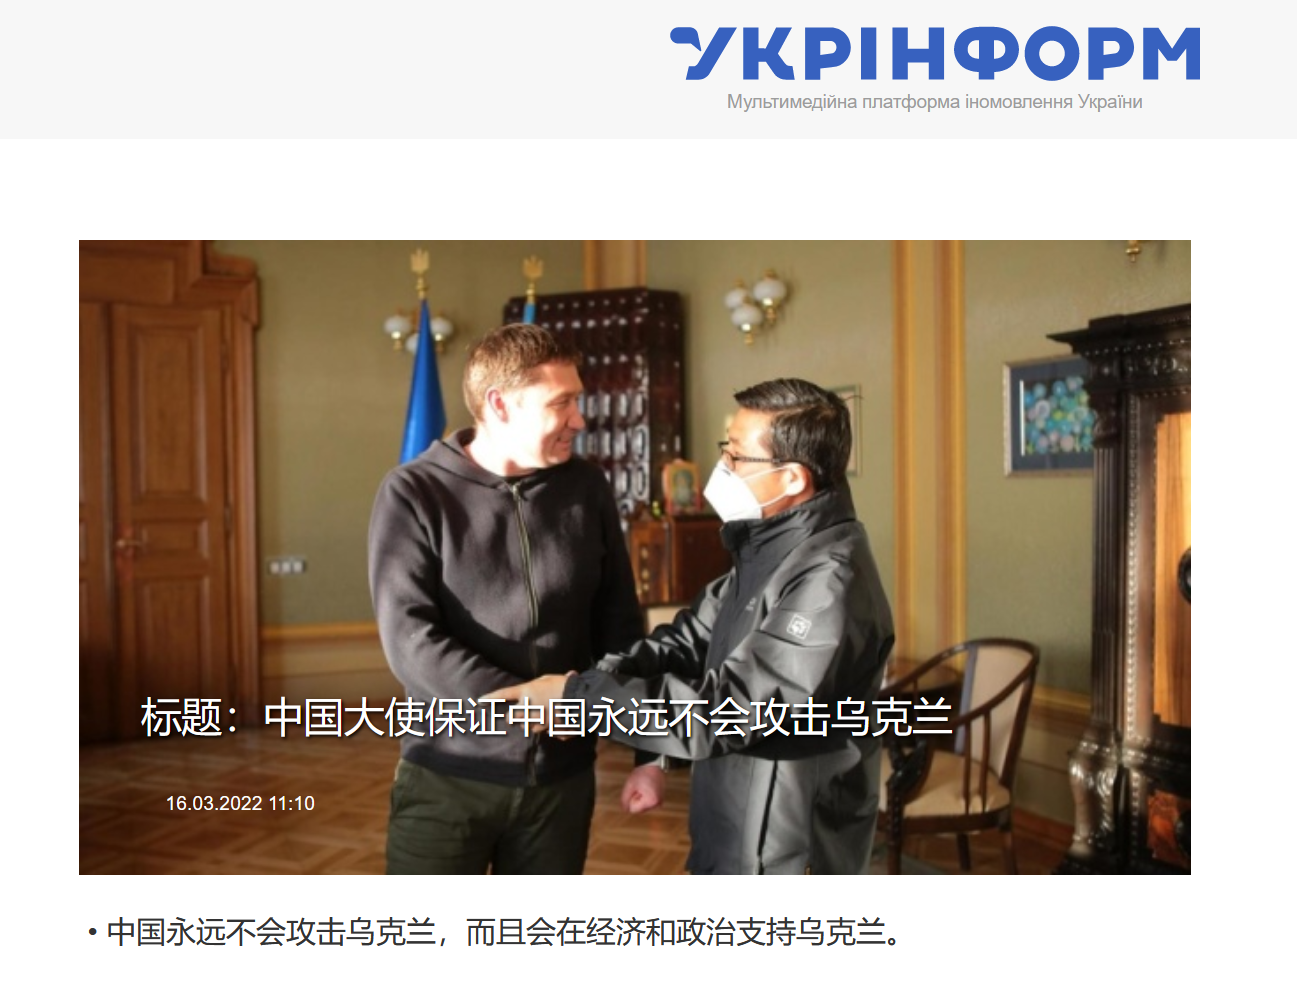 УКРІНФОРМ
Мультимедійна платформа іномовлення України
标题：中国大使保证中国永远不会攻击乌克兰
16.03.2022 11:10
• 中国永远不会攻击乌克兰，而且会在经济和政治支持乌克兰。